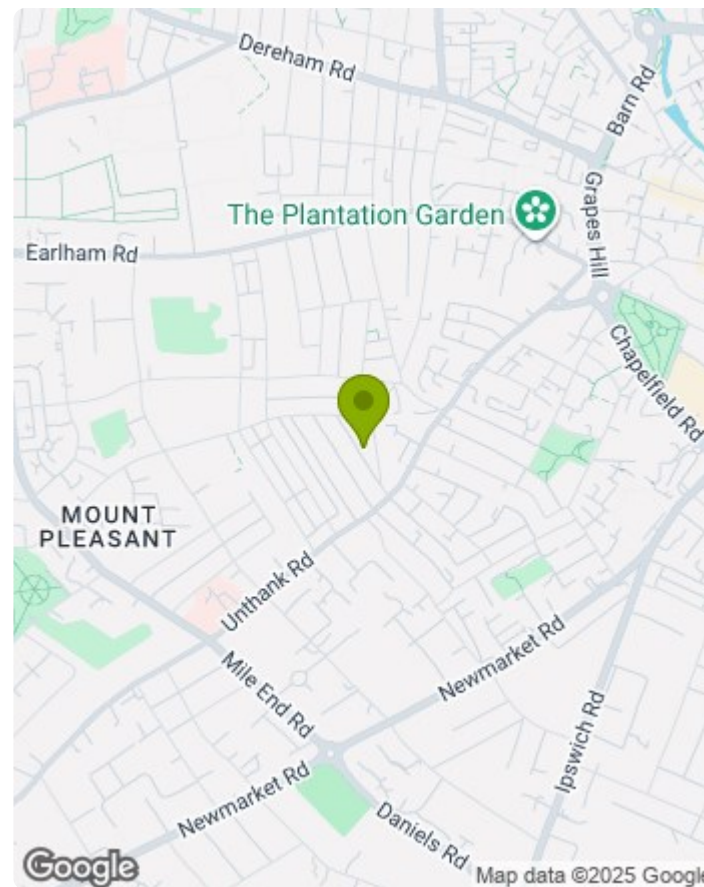 Dereham Rd
Barn Rd
The Plantation Garden
Grapes Hill
Earlham Rd
Chapelfield Rd
MOUNT
PLEASANT
Unthank Rd
Newmarket Rd
Mile End Rd
Ipswich Rd
Newmarket Rd
Daniels Rd
Google
Map data ©2025 Google